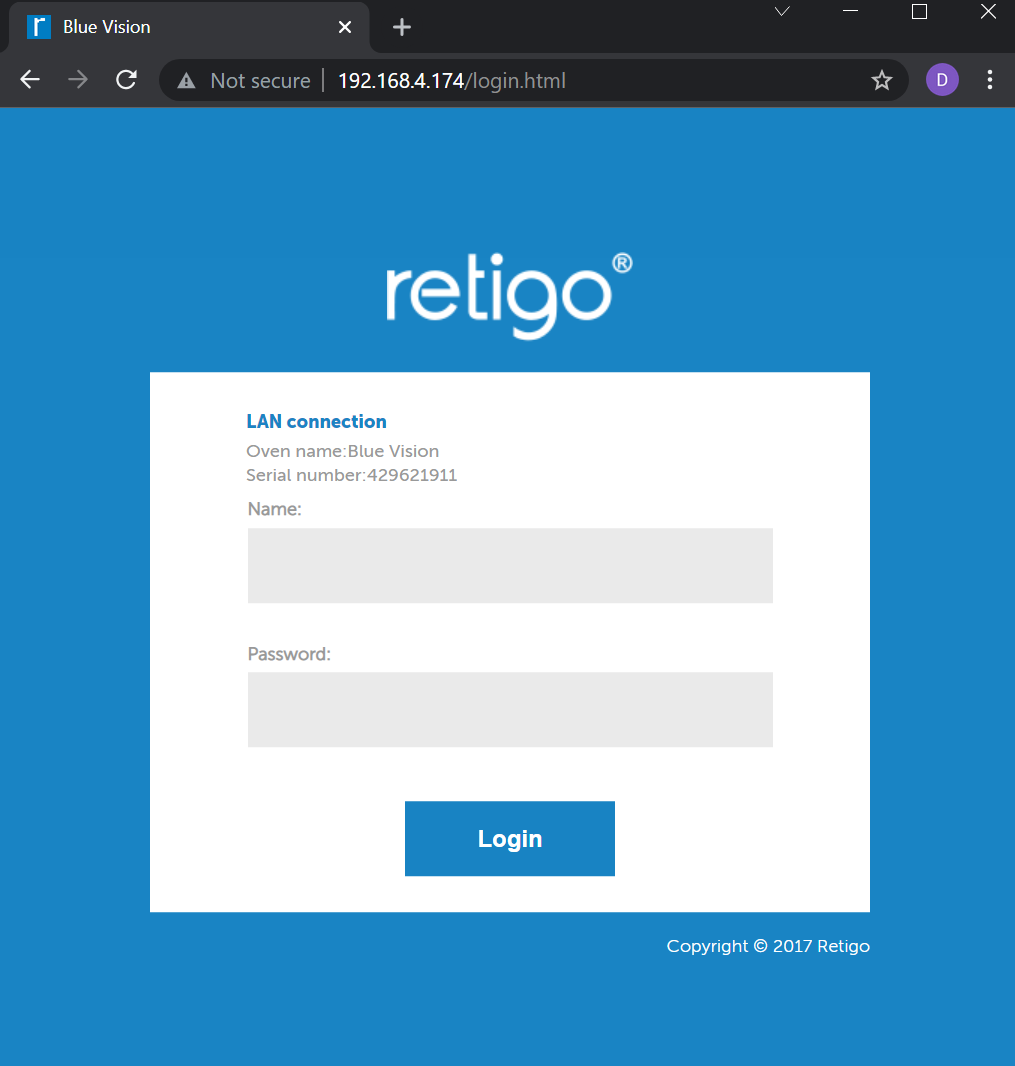 r Blue Vision
Not secure 192.168.4.174/login.html
D
retigo®
LAN connection
Oven name:Blue Vision
Serial number:429621911
Name:
Password:
Login
Copyright © 2017 Retigo